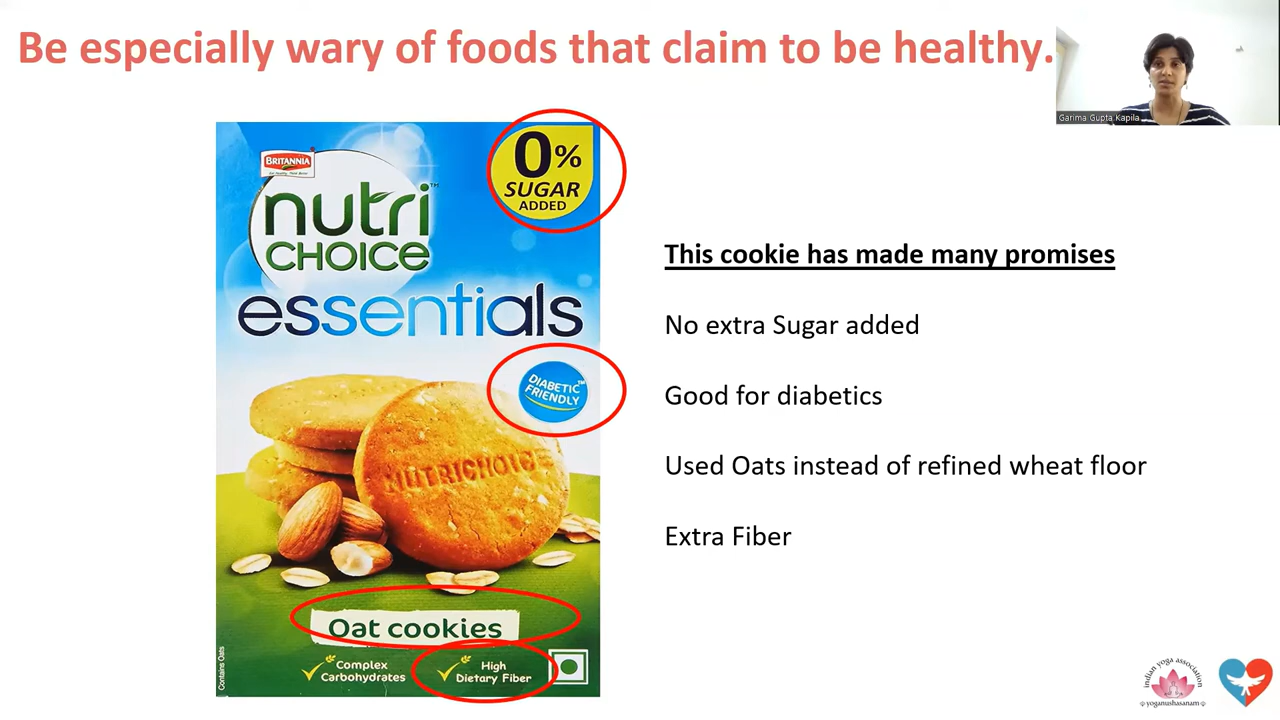 Be especially wary of foods that claim to be healthy.
Garima Gupta Kapila
BRITANNIA
nutri
CHOICE
TM
0%
SUGAR
ADDED
essentials
DIABETIC
FRIENDLY
TM
NUTRICHOICE
Oat cookies
Complex
Carbohydrates
High
Dietary Fiber
Contains Oats
This cookie has made many promises
No extra Sugar added
Good for diabetics
Used Oats instead of refined wheat floor
Extra Fiber
indian yoga association
yoganushasanam